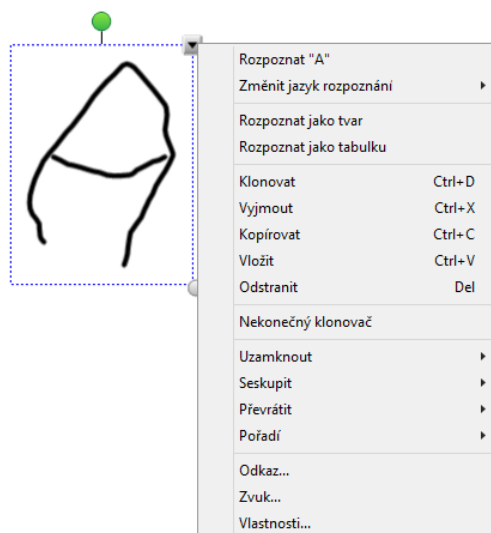 A
Rozpoznat "A"
Změnit jazyk rozpoznání
Rozpoznat jako tvar
Rozpoznat jako tabulku
Klonovat Ctrl+D
Vyjmout Ctrl+X
Kopírovat Ctrl+C
Vložit Ctrl+V
Odstranit Del
Nekonečný klonovač
Uzamknout
Seskupit
Převrátit
Pořadí
Odkaz...
Zvuk...
Vlastnosti...